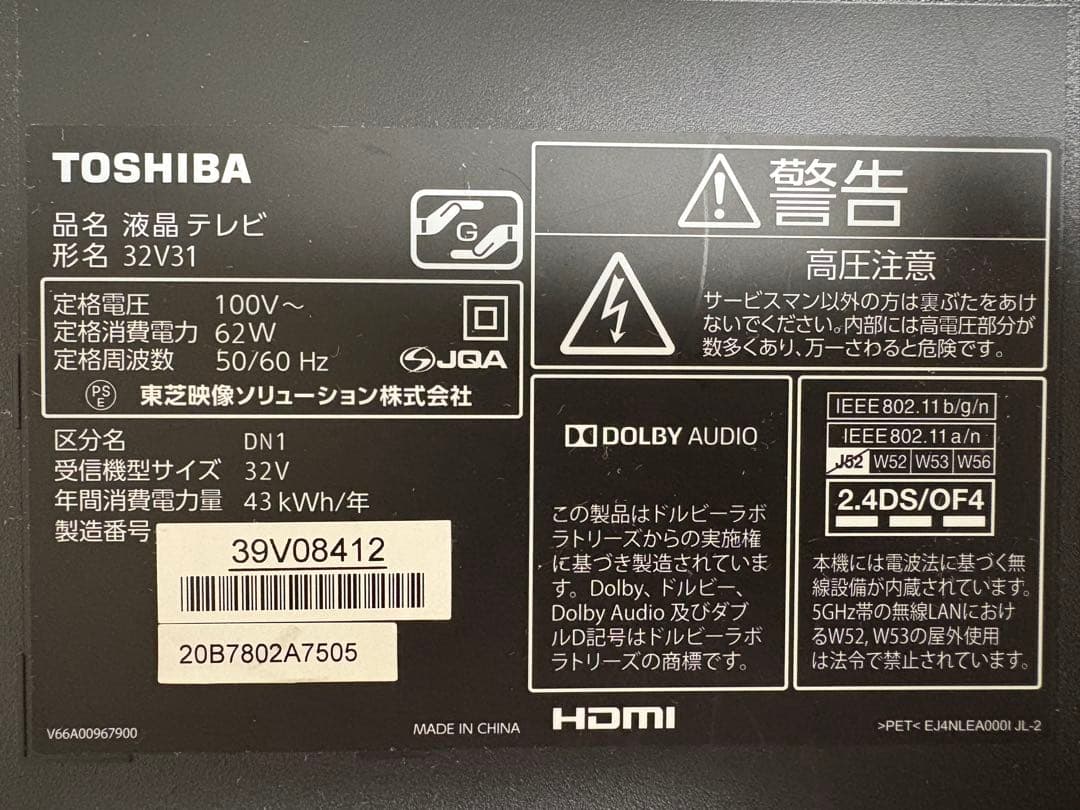 TOSHIBA
品名 液晶 テレビ
形名 32V31
G
定格電圧 100V～
定格消費電力 62W
定格周波数 50/60 Hz
JQA
PS
E
東芝映像ソリューション株式会社
区分名 DN1
受信機型サイズ 32V
年間消費電力量 43 kWh/年
製造番号
39V08412
20B7802A7505
V66A00967900
MADE IN CHINA
警告
高圧注意
サービスマン以外の方は裏ぶたをあけ
ないでください。内部には高電圧部分が
数多くあり、万一さわると危険です。
DOLBY AUDIO
この製品はドルビーラボ
ラトリーズからの実施権
に基づき製造されていま
す。Dolby、ドルビー、
Dolby Audio 及びダブ
ルD記号はドルビーラボ
ラトリーズの商標です。
HDMI
IEEE802.11b/g/n
IEEE802.11a/n
J52 W52 W53 W56
2.4DS/OF4
本機には電波法に基づく無
線設備が内蔵されています。
5GHz帯の無線LANにおけ
るW52, W53の屋外使用
は法令で禁止されています。
>PET< EJ4NLEA000I JL-2